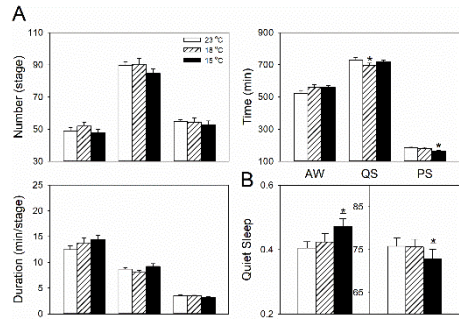 A
23 °C
18 °C
15 °C
Number (stage)
110
90
70
50
30
Time (min)
900
700
500
300
100
*
*
AW QS PS
Duration (min/stage)
25
20
15
10
5
0
B
Quiet Sleep
0.6
0.4
0.2
*
85
75
65
*